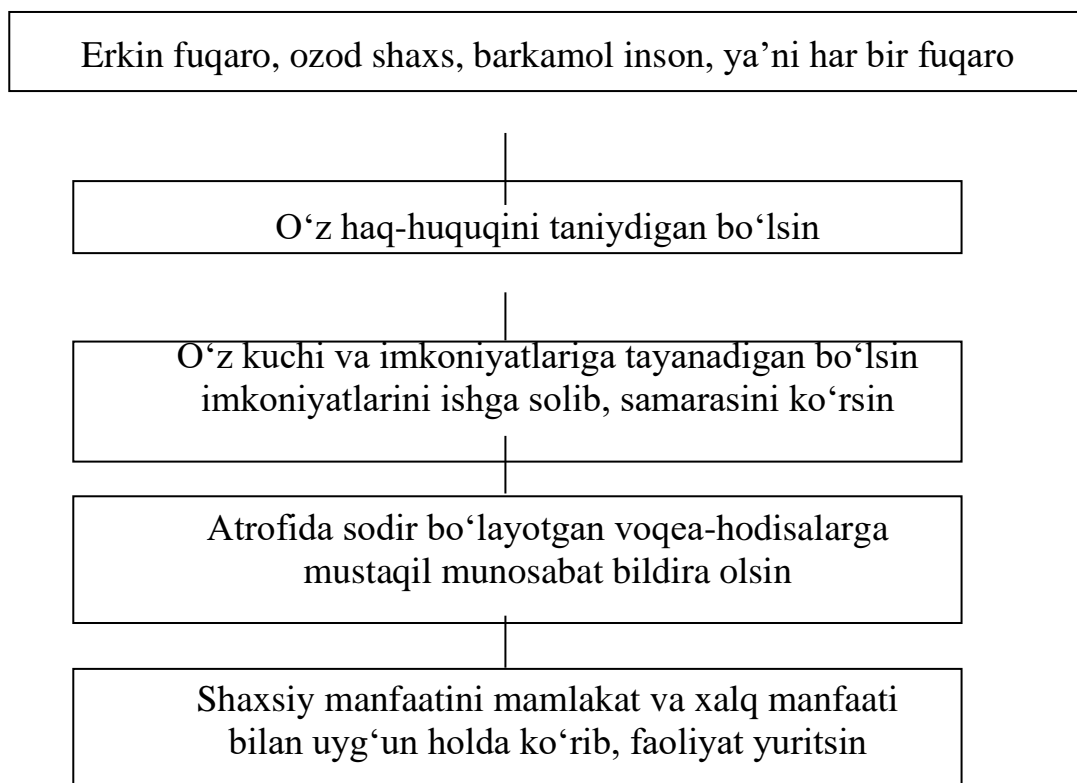 Erkin fuqaro, ozod shaxs, barkamol inson, ya’ni har bir fuqaro
O‘z haq-huquqini taniydigan bo‘lsin
O‘z kuchi va imkoniyatlariga tayanadigan bo‘lsin
imkoniyatlarini ishga solib, samarasini ko‘rsin
Atrofida sodir bo‘layotgan voqea-hodisalarga
mustaqil munosabat bildira olsin
Shaxsiy manfaatini mamlakat va xalq manfaati
bilan uyg‘un holda ko‘rib, faoliyat yuritsin